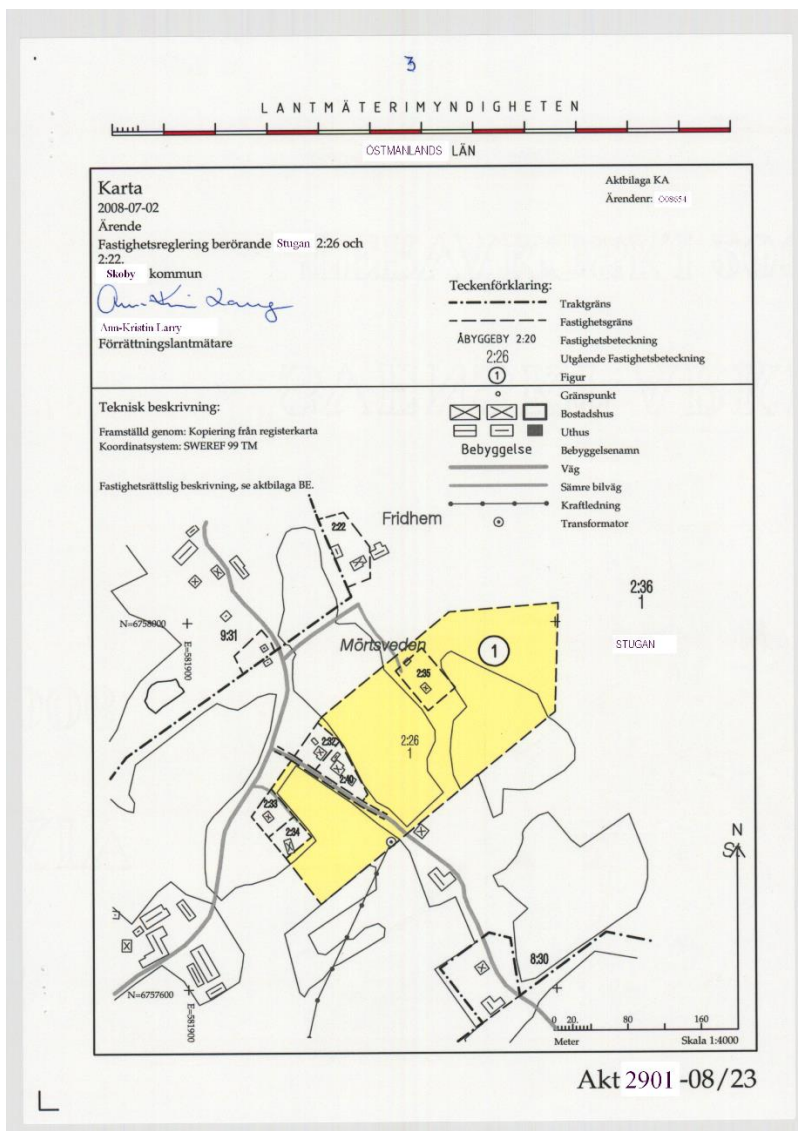 3
LANTMÄTERIMYNDIGHETEN
ÖSTMANLANDS LÄN
Karta
2008-07-02
Ärende
Fastighetsreglering berörande Stugan 2:26 och
2:22.
Skoby kommun
Ann-Kristin Larry
Förrättningslantmätare
Aktbilaga KA
Ärendenr: O08654
Teckenförklaring:
Traktgräns
Fastighetsgräns
ÅBYGGEBY 2:20 Fastighetsbeteckning
2:26 Utgående Fastighetsbeteckning
1 Figur
Gränspunkt
Bostadshus
Uthus
Bebyggelse Bebyggelsenamn
Väg
Sämre bilväg
Kraftledning
Transformator
Teknisk beskrivning:
Framställd genom: Kopiering från registerkarta
Koordinatsystem: SWEREF 99 TM
Fastighetsrättslig beskrivning, se aktbilaga BE.
2:22
Fridhem
2:36
1
N=6758000
E=581900
9:31
Mörtsveden
1
STUGAN
2:35
2:32
2:26
1
2:40
2:33
2:34
N
8:30
N=6757600
E=581900
0 20. 80 160
Meter Skala 1:4000
Akt 2901 -08/23